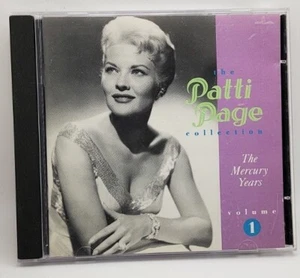 the
Patti
Page
collection
The
Mercury
Years
volume
1